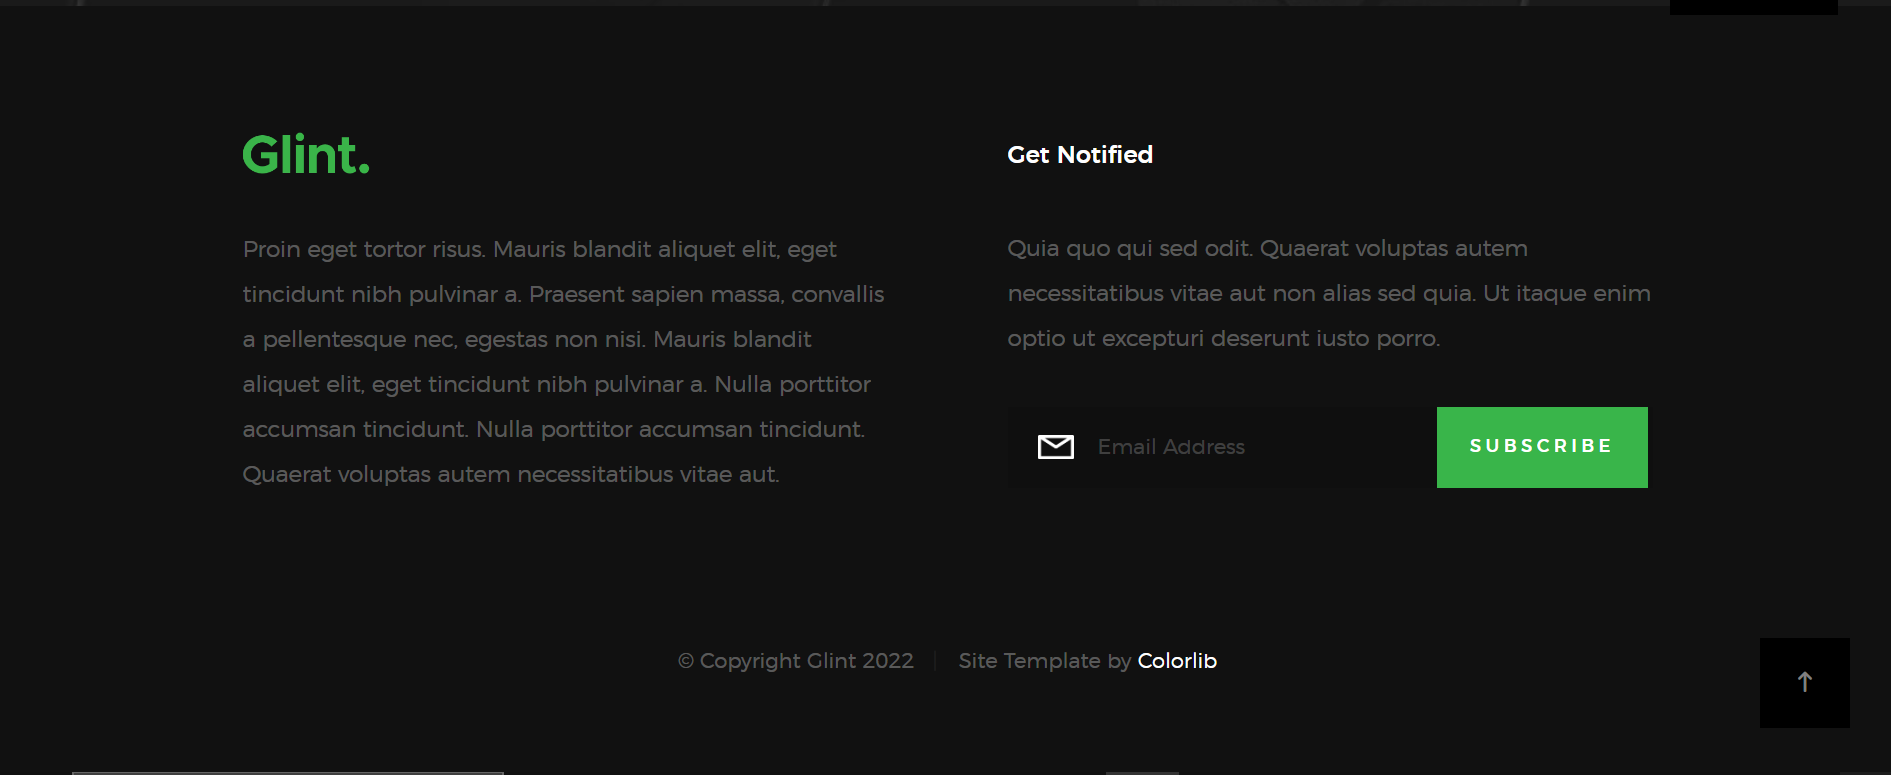 Glint.
Proin eget tortor risus. Mauris blandit aliquet elit, eget
tincidunt nibh pulvinar a. Praesent sapien massa, convallis
a pellentesque nec, egestas non nisi. Mauris blandit
aliquet elit, eget tincidunt nibh pulvinar a. Nulla porttitor
accumsan tincidunt. Nulla porttitor accumsan tincidunt.
Quaerat voluptas autem necessitatibus vitae aut.
Get Notified
Quia quo qui sed odit. Quaerat voluptas autem
necessitatibus vitae aut non alias sed quia. Ut itaque enim
optio ut excepturi deserunt iusto porro.
Email Address
SUBSCRIBE
© Copyright Glint 2022
Site Template by Colorlib